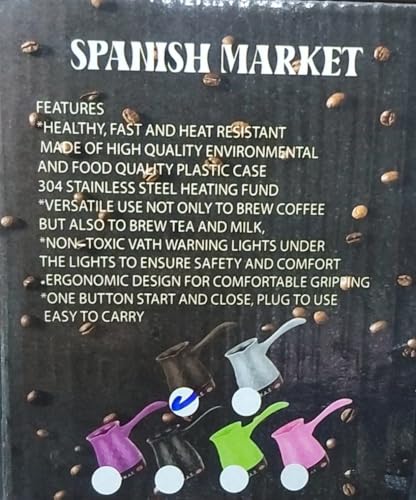 SPANISH MARKET
FEATURES
*HEALTHY, FAST AND HEAT RESISTANT
MADE OF HIGH QUALITY ENVIRONMENTAL
AND FOOD QUALITY PLASTIC CASE
304 STAINLESS STEEL HEATING FUND
*VERSATILE USE NOT ONLY TO BREW COFFEE
BUT ALSO TO BREW TEA AND MILK,
*NON-TOXIC VATH WARNING LIGHTS UNDER
THE LIGHTS TO ENSURE SAFETY AND COMFORT
.ERGONOMIC DESIGN FOR COMFORTABLE GRIPPING
*ONE BUTTON START AND CLOSE, PLUG TO USE
EASY TO CARRY